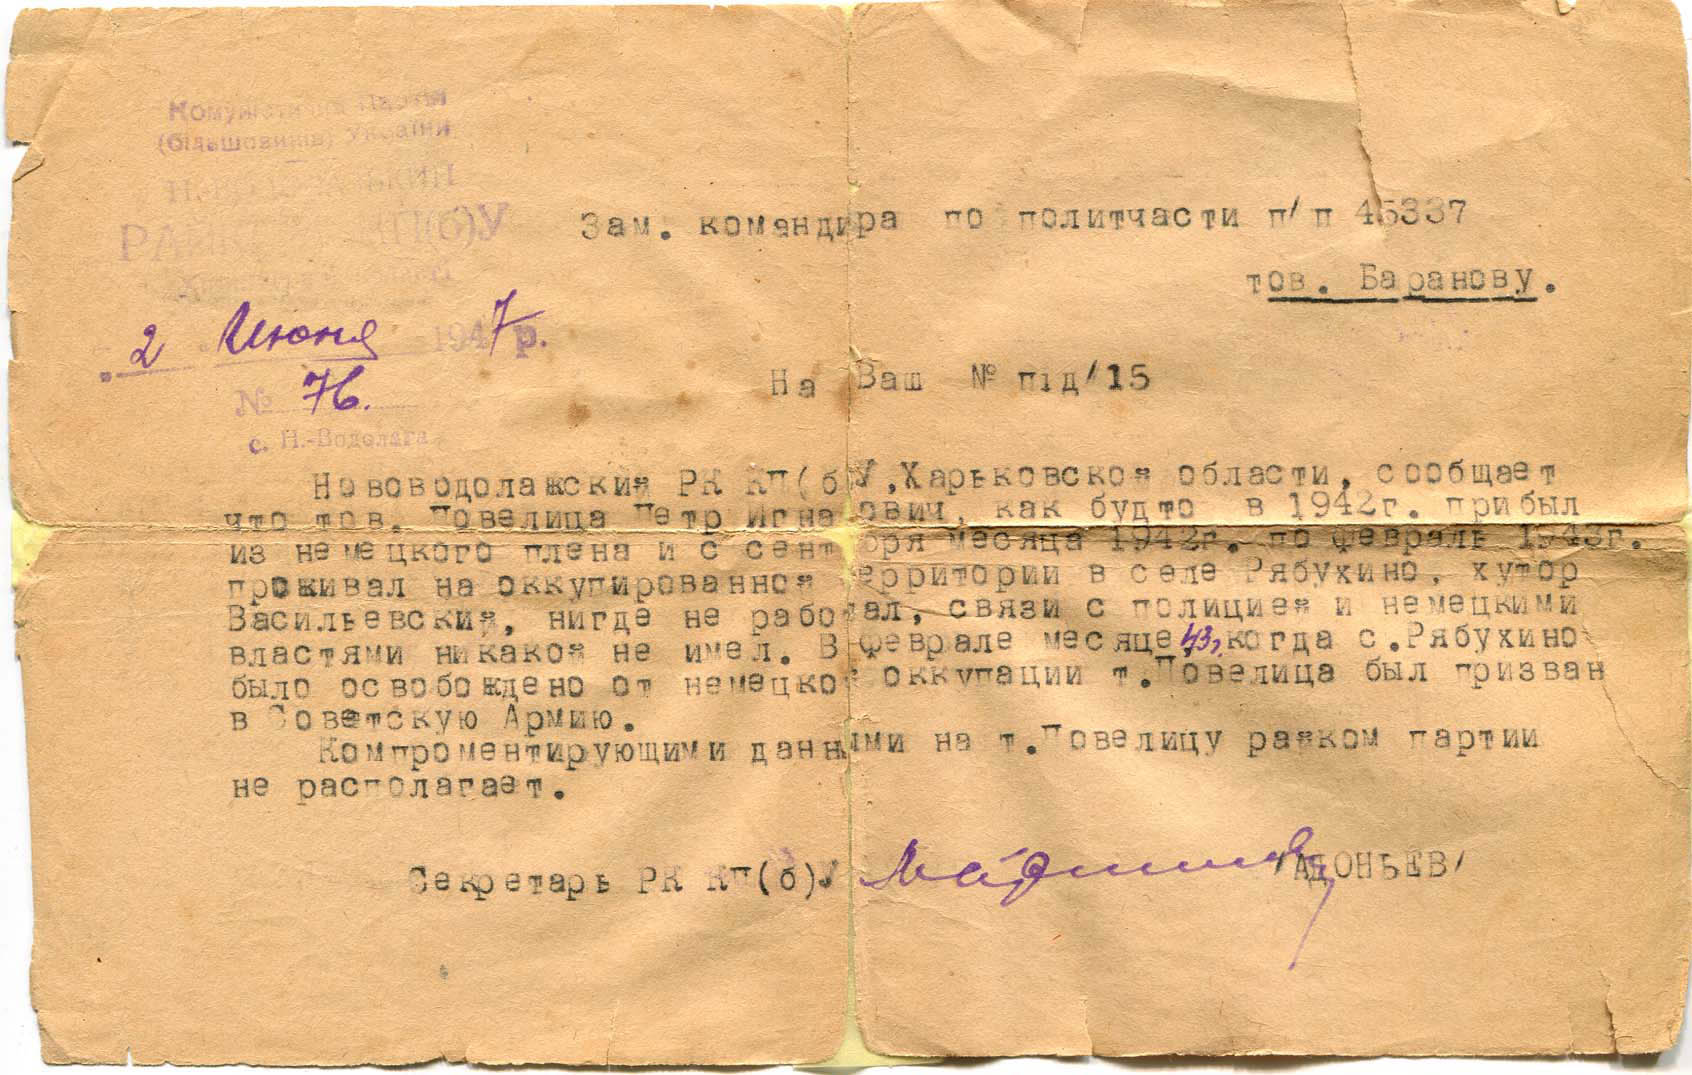 Комуністична Партія
(більшовиків) України
РАЙКОМ КП(б)У
Зам. командира по политчасти п/п 45337
тов. Баранову.
2 Июня 1947 р.
№ 76.
с. Н.-Водолага
На Ваш № під/15
Нововодолажский РК КП(б)У, Харьковской области, сообщает
что тов. Повелица Петр Игнатович, как будто в 1942г. прибыл
из немецкого плена и с сентября месяца 1942г. по февраль 1943г.
проживал на оккупированной территории в селе Рябухино, хутор
Васильевский, нигде не работал, связи с полицией и немецкими
властями никакой не имел. В феврале месяце 43г. когда с.Рябухино
было освобождено от немецкой оккупации т.Повелица был призван
в Советскую Армию.
Компроментирующими данными на т.Повелицу райком партии
не располагает.
Секретарь РК КП(б)У /АДОНЬЕВ/